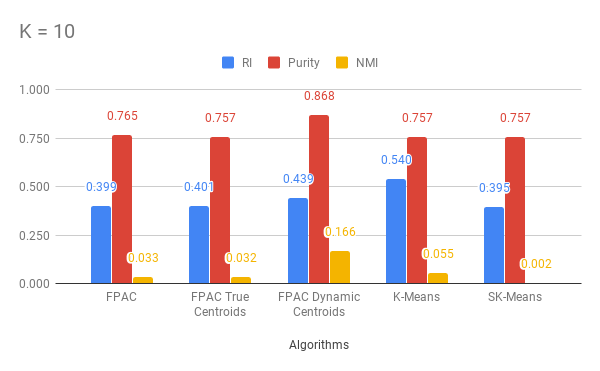 K = 10
RI Purity NMI
1.000
0.750
0.500
0.250
0.000
0.399 0.765 0.033
0.401 0.757 0.032
0.439 0.868 0.166
0.540 0.757 0.055
0.395 0.757 0.002
FPAC
FPAC True
Centroids
FPAC Dynamic
Centroids
K-Means
SK-Means
Algorithms